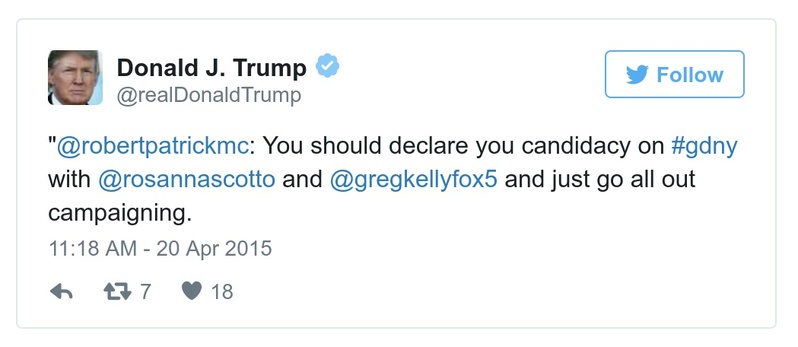 Donald J. Trump
@realDonaldTrump
Follow
"@robertpatrickmc: You should declare you candidacy on #gdny
with @rosannascotto and @gregkellyfox5 and just go all out
campaigning.
11:18 AM - 20 Apr 2015
7 18